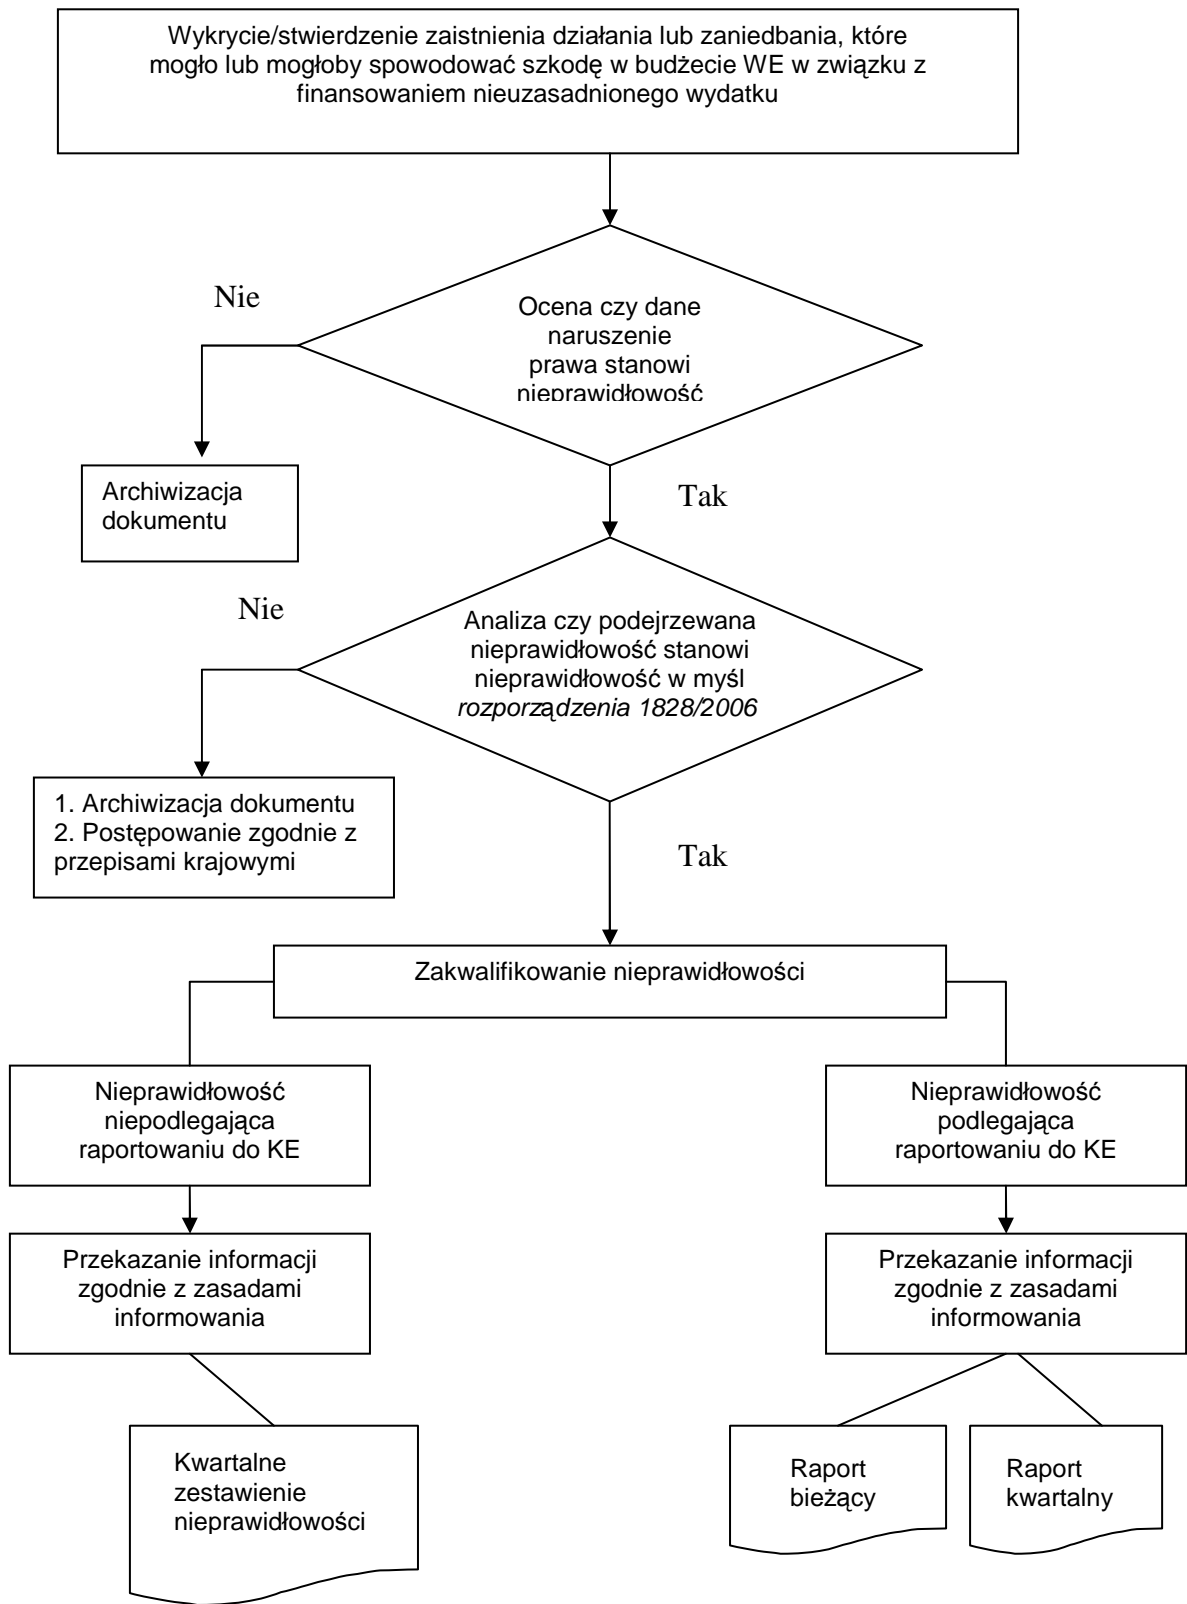 Wykrycie/stwierdzenie zaistnienia działania lub zaniedbania, które
mogło lub mogłoby spowodować szkodę w budżecie WE w związku z
finansowaniem nieuzasadnionego wydatku
Nie
Ocena czy dane
naruszenie
prawa stanowi
nieprawidłowość
Archiwizacja
dokumentu
Tak
Nie
Analiza czy podejrzewana
nieprawidłowość stanowi
nieprawidłowość w myśl
rozporządzenia 1828/2006
1. Archiwizacja dokumentu
2. Postępowanie zgodnie z
przepisami krajowymi
Tak
Zakwalifikowanie nieprawidłowości
Nieprawidłowość
niepodlegająca
raportowaniu do KE
Nieprawidłowość
podlegająca
raportowaniu do KE
Przekazanie informacji
zgodnie z zasadami
informowania
Przekazanie informacji
zgodnie z zasadami
informowania
Kwartalne
zestawienie
nieprawidłowości
Raport
bieżący
Raport
kwartalny